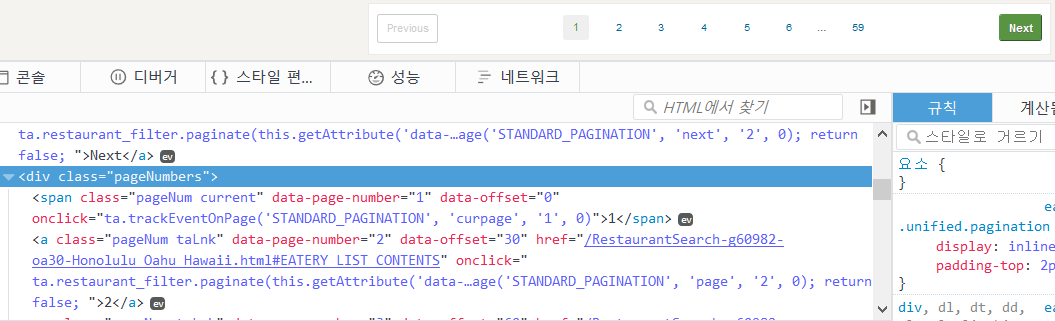 Previous 1 2 3 4 5 6 ... 59 Next
콘솔 디버거 { } 스타일 편... 성능 네트워크
HTML에서 찾기 규칙 계산된
ta.restaurant_filter.paginate(this.getAttribute('data-…age('STANDARD_PAGINATION', 'next', '2', 0); return
false; ">Next</a> ev
스타일로 거르기
<div class="pageNumbers">
요소 {
}
<span class="pageNum current" data-page-number="1" data-offset="0"
onclick="ta.trackEventOnPage('STANDARD_PAGINATION', 'curpage', '1', 0)">1</span> ev
ea
<a class="pageNum taLnk" data-page-number="2" data-offset="30" href="/RestaurantSearch-g60982-
oa30-Honolulu_Oahu_Hawaii.html#EATERY_LIST_CONTENTS" onclick="
ta.restaurant_filter.paginate(this.getAttribute('data-…age('STANDARD_PAGINATION', 'page', '2', 0); return
false; ">2</a> ev
.unified.pagination
display: inline
padding-top: 2p
}
div, dl, dt, dd, ea